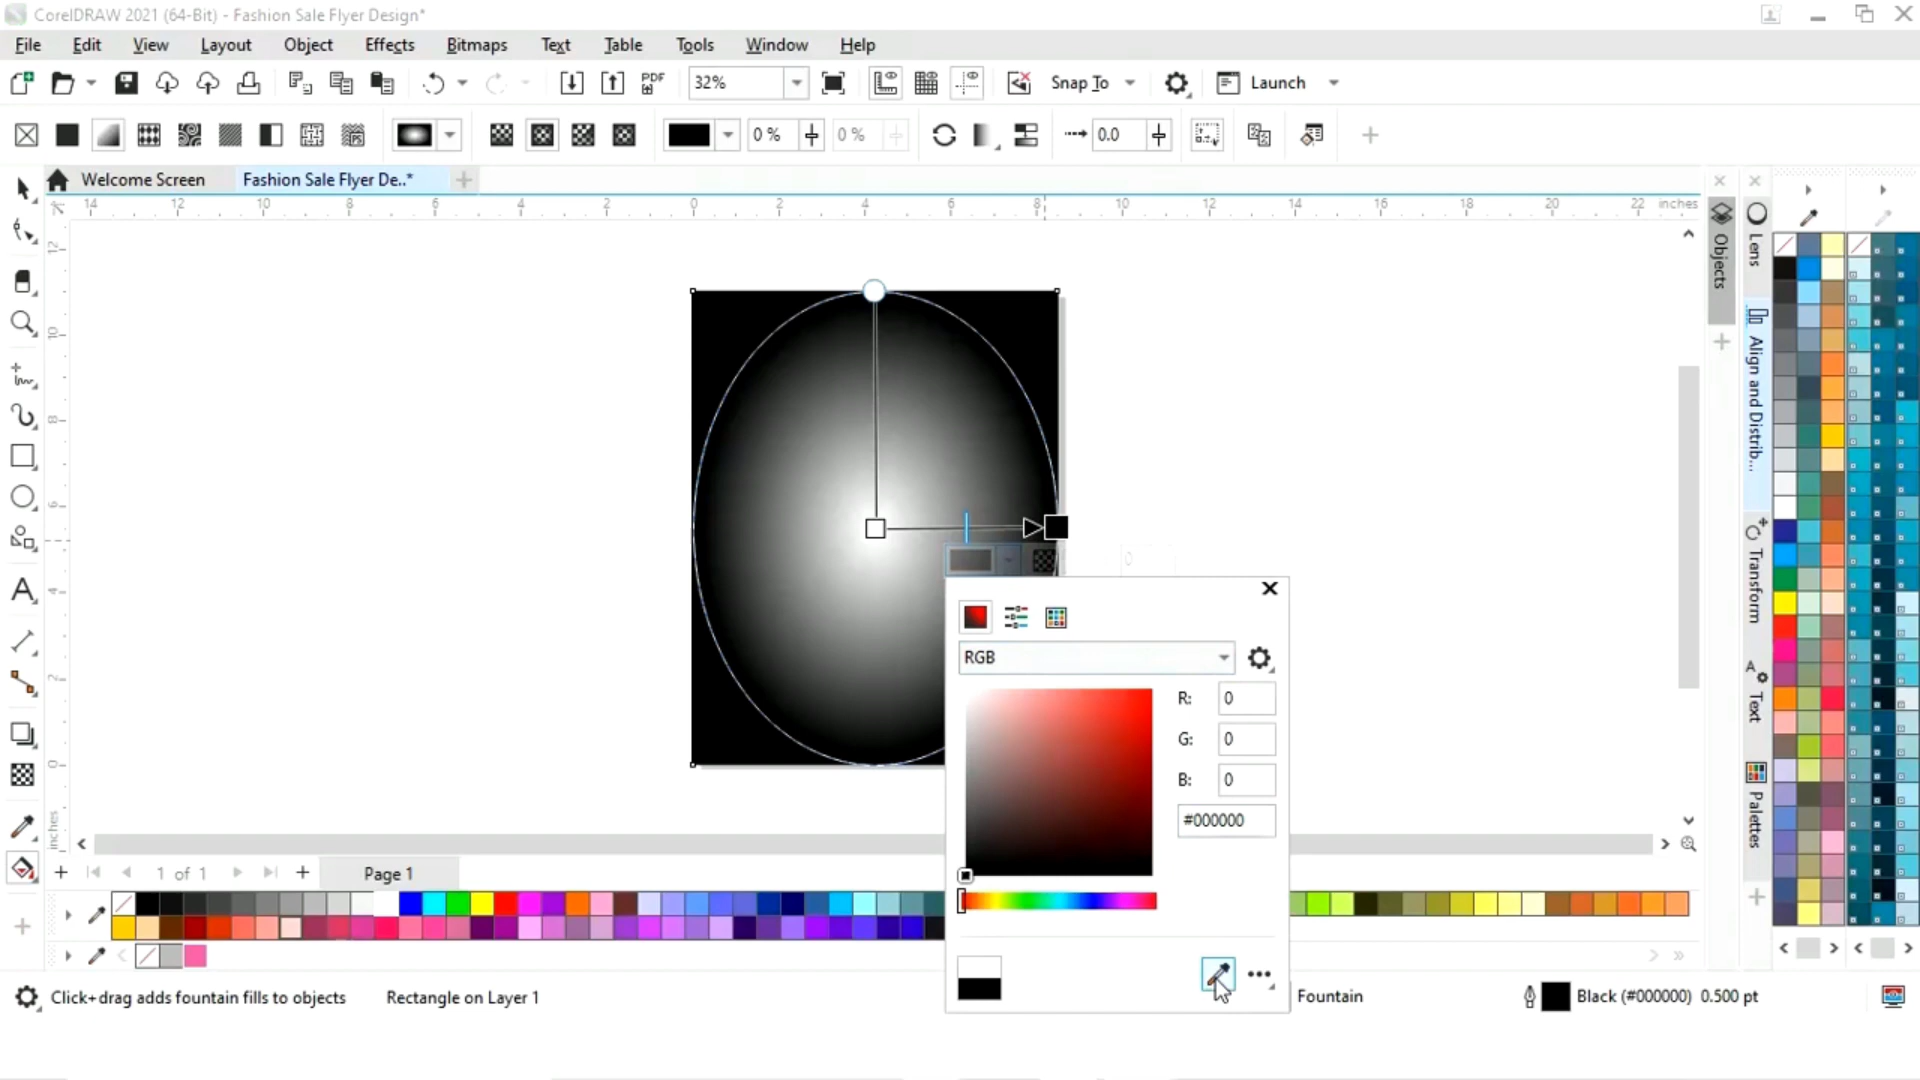 CorelDRAW 2021 (64-Bit) - Fashion Sale Flyer Design*
File Edit View Layout Object Effects Bitmaps Text Table Tools Window Help
PDF 32% Snap To Launch
0 % 0 % 0.0
Welcome Screen Fashion Sale Flyer De..*
14 12 10 8 6 4 2 0 2 4 6 8 10 12 14 16 18 20 22 inches
12
10
8
6
4
2
0
inches
Objects
Lens
Align and Distrib...
Transform
Text
Palettes
0
RGB
R: 0
G: 0
B: 0
#000000
1 of 1 Page 1
Click+drag adds fountain fills to objects Rectangle on Layer 1 Fountain Black (#000000) 0.500 pt